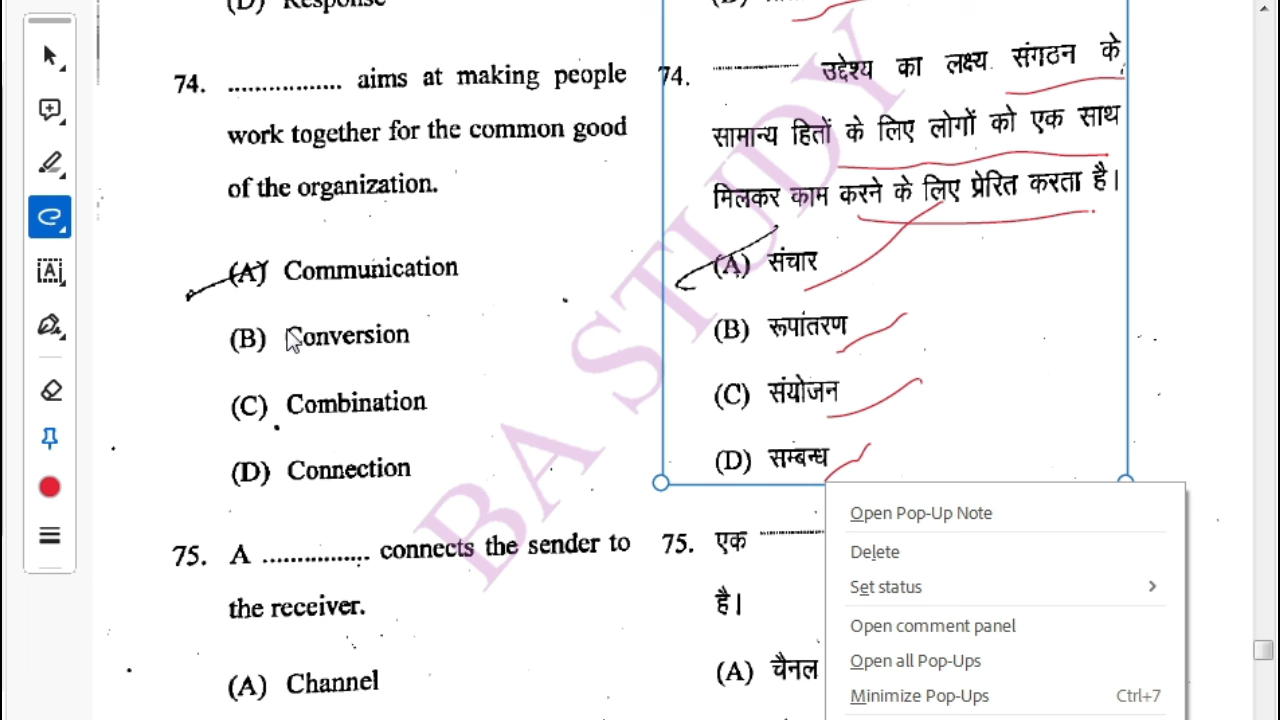 (D) Response
74. ................. aims at making people
work together for the common good
of the organization.
(A) Communication
(B) Conversion
(C) Combination
(D) Connection
75. A ................ connects the sender to
the receiver.
(A) Channel
74. ................. उद्देश्य का लक्ष्य संगठन के
सामान्य हितों के लिए लोगों को एक साथ
मिलकर काम करने के लिए प्रेरित करता है।
(A) संचार
(B) रूपांतरण
(C) संयोजन
(D) सम्बन्ध
75. एक .................
है।
(A) चैनल
BA STUDY
Open Pop-Up Note
Delete
Set status
Open comment panel
Open all Pop-Ups
Minimize Pop-Ups Ctrl+7